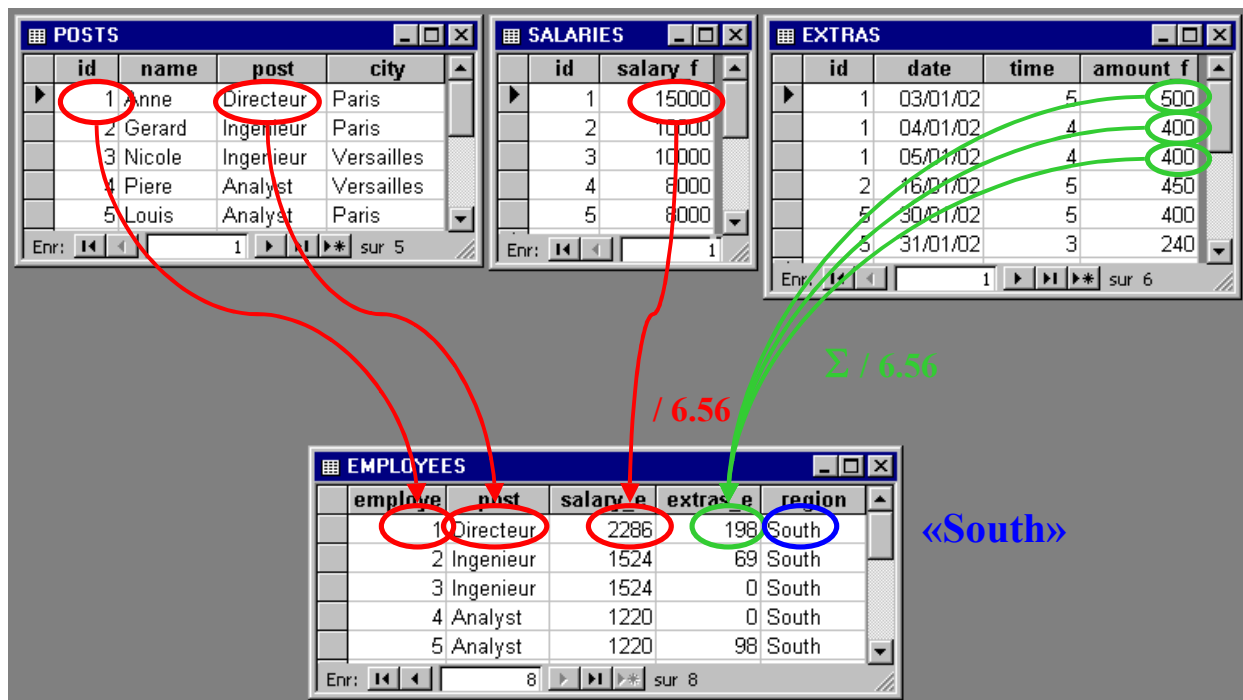 POSTS
id name post city
1 Anne Directeur Paris
2 Gerard Ingenieur Paris
3 Nicole Ingenieur Versailles
4 Piere Analyst Versailles
5 Louis Analyst Paris
Enr: 1 sur 5
SALARIES
id salary_f
1 15000
2 10000
3 10000
4 8000
5 8000
Enr: 1
EXTRAS
id date time amount_f
1 03/01/02 5 500
1 04/01/02 4 400
1 05/01/02 4 400
2 16/01/02 5 450
5 30/01/02 5 400
5 31/01/02 3 240
Enr: 1 sur 6
Σ / 6.56
/ 6.56
EMPLOYEES
employe post salary_e extras_e region
1 Directeur 2286 198 South
2 Ingenieur 1524 69 South
3 Ingenieur 1524 0 South
4 Analyst 1220 0 South
5 Analyst 1220 98 South
Enr: 8 sur 8
«South»